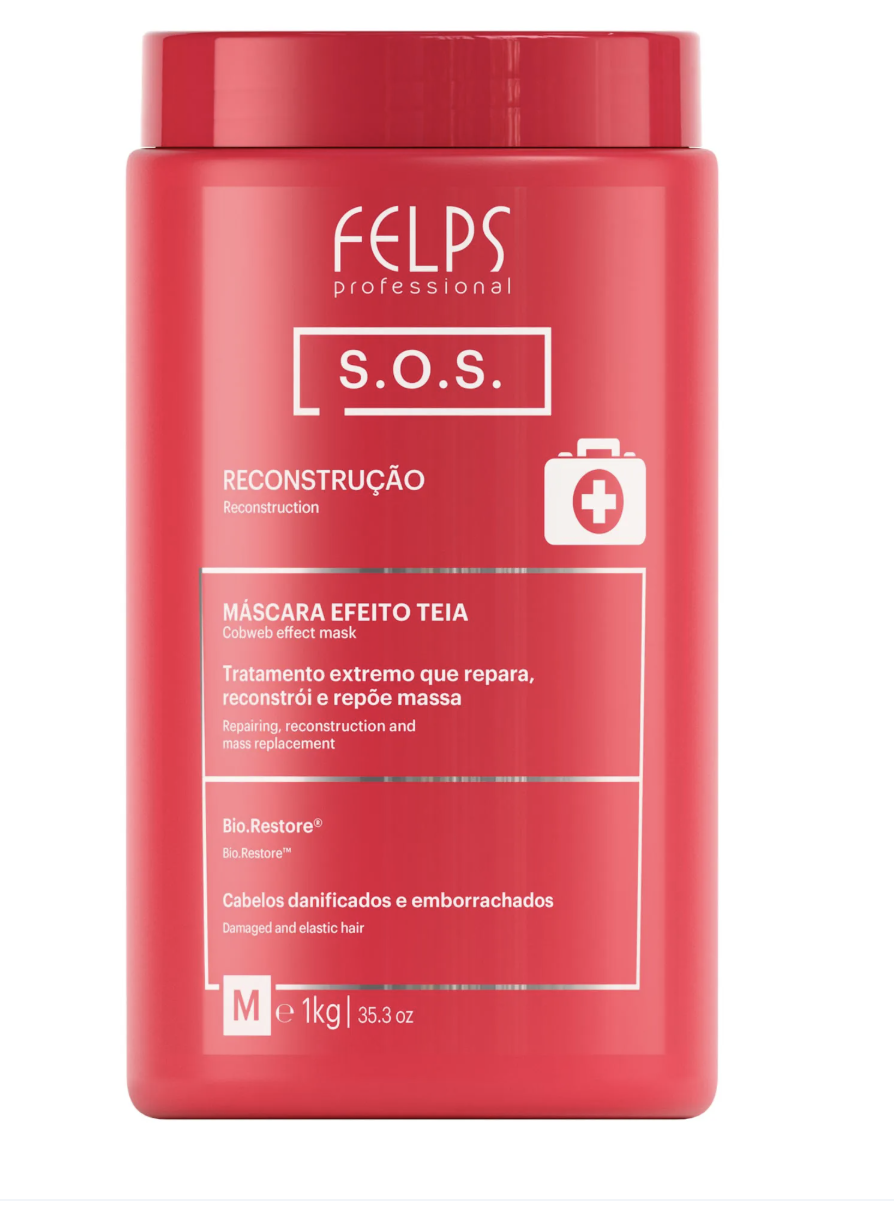 FELPS
professional
S.O.S.
RECONSTRUÇÃO
Reconstruction
MÁSCARA EFEITO TEIA
Cobweb effect mask
Tratamento extremo que repara,
reconstrói e repõe massa
Repairing, reconstruction and
mass replacement
Bio.Restore®
Bio.Restore™
Cabelos danificados e emborrachados
Damaged and elastic hair
M ℮ 1kg| 35.3 oz